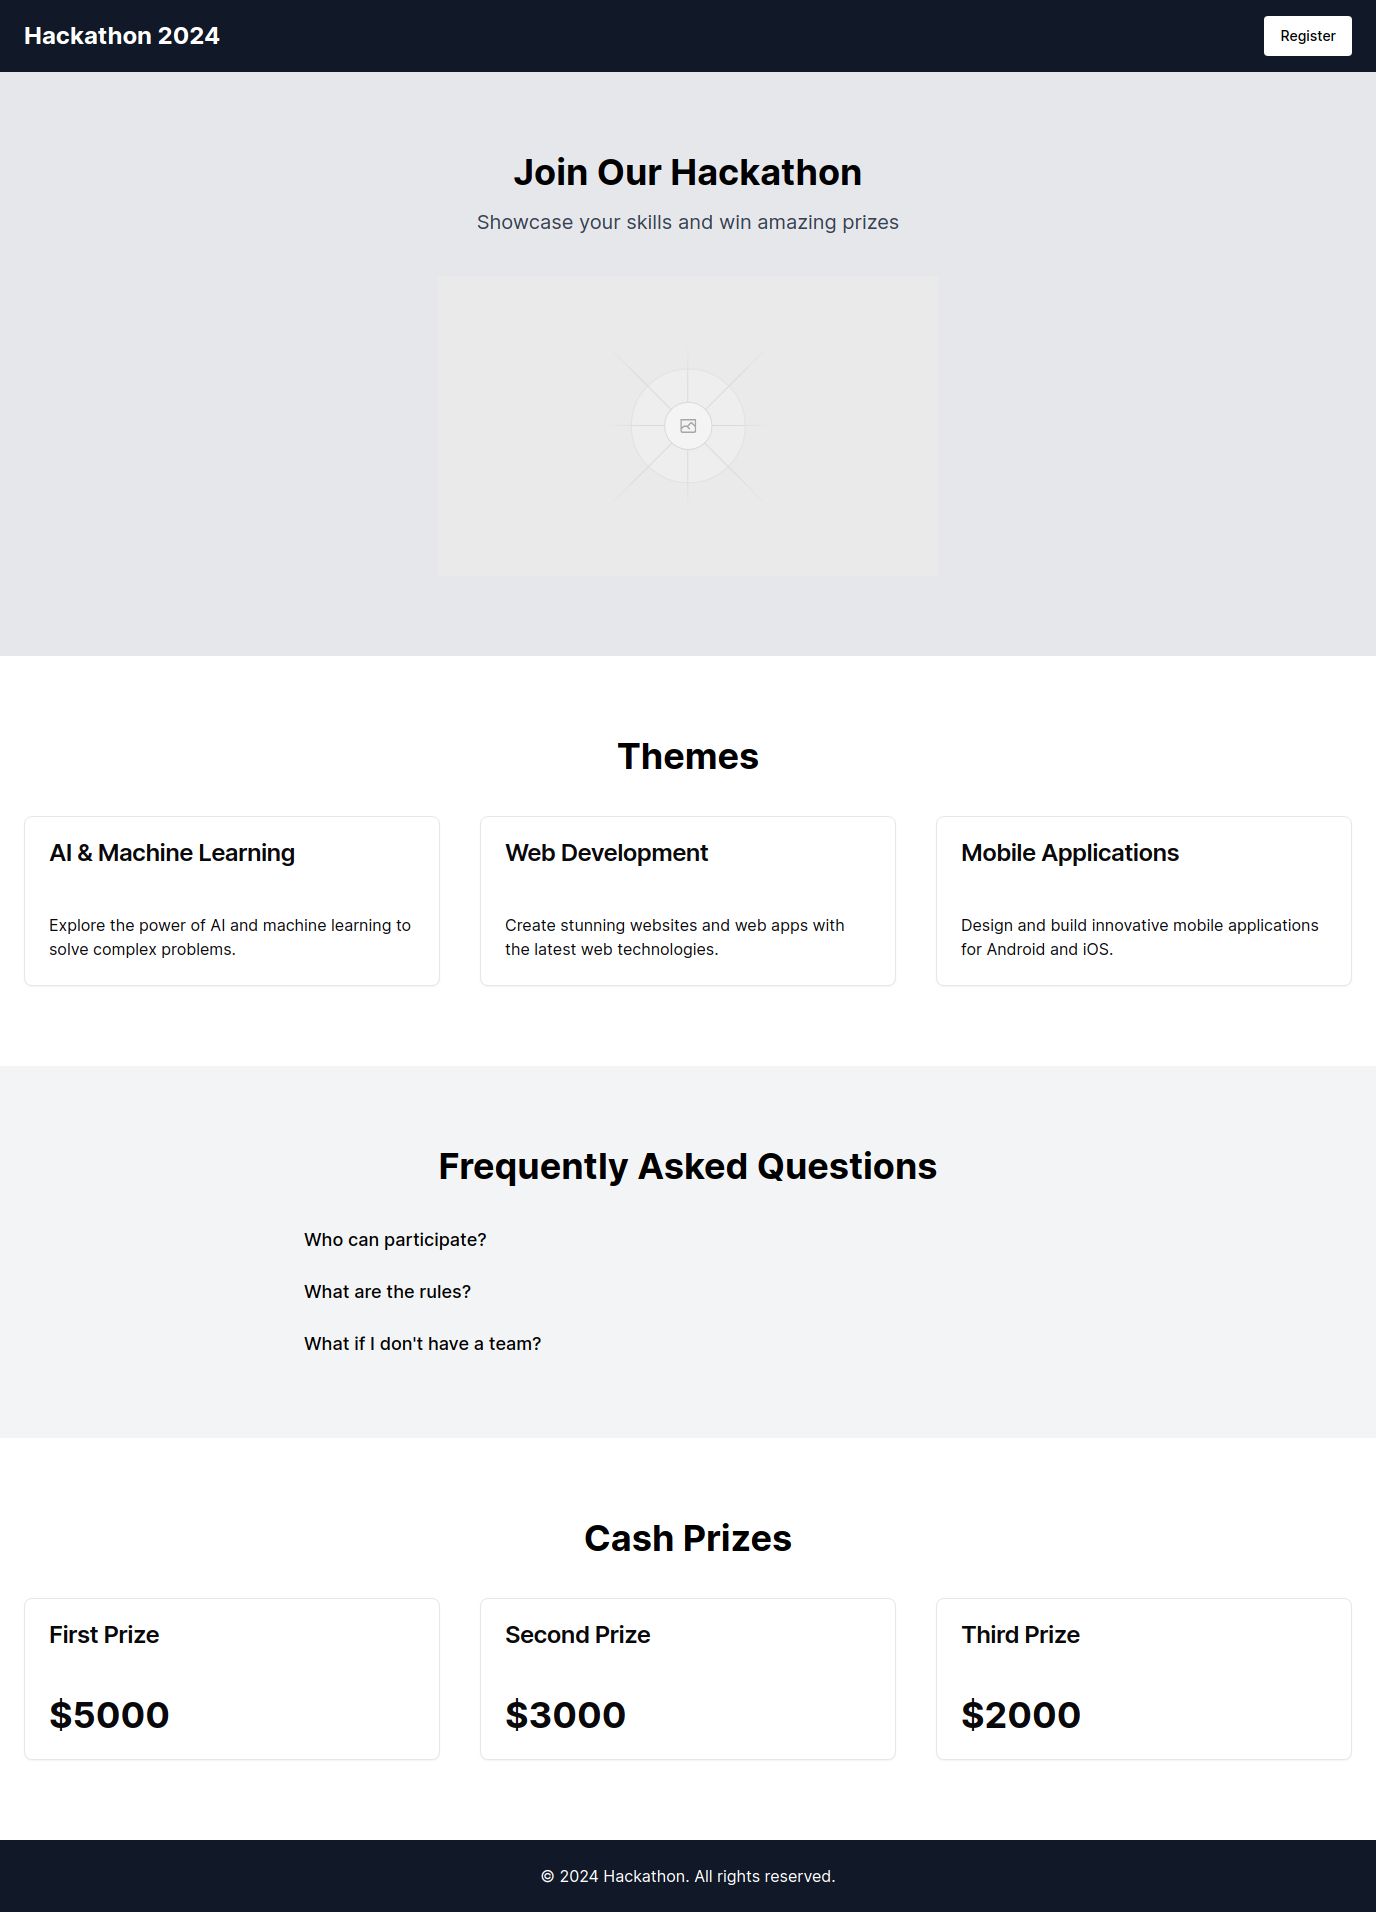 Hackathon 2024
Register
Join Our Hackathon
Showcase your skills and win amazing prizes
Themes
AI & Machine Learning
Explore the power of AI and machine learning to
solve complex problems.
Web Development
Create stunning websites and web apps with
the latest web technologies.
Mobile Applications
Design and build innovative mobile applications
for Android and iOS.
Frequently Asked Questions
Who can participate?
What are the rules?
What if I don't have a team?
Cash Prizes
First Prize
$5000
Second Prize
$3000
Third Prize
$2000
© 2024 Hackathon. All rights reserved.